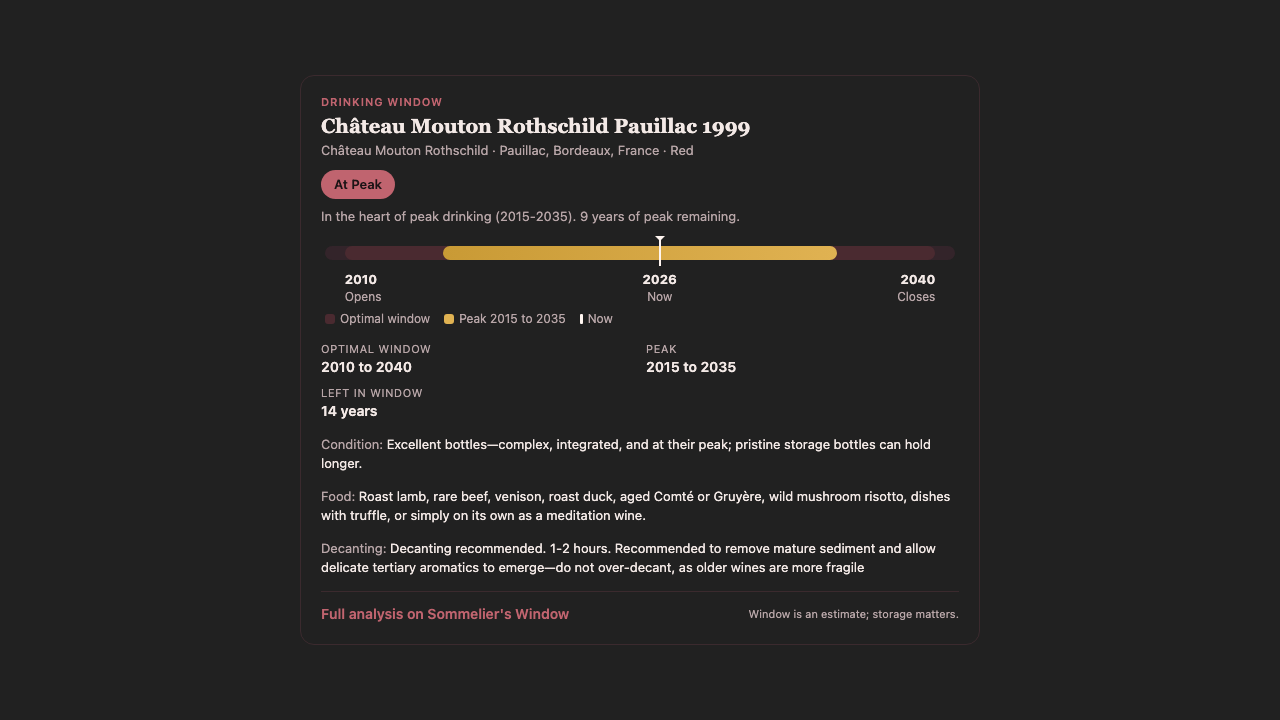 DRINKING WINDOW
Château Mouton Rothschild Pauillac 1999
Château Mouton Rothschild · Pauillac, Bordeaux, France · Red
At Peak
In the heart of peak drinking (2015-2035). 9 years of peak remaining.
2010 2026 2040
Opens Now Closes
Optimal window Peak 2015 to 2035 Now
OPTIMAL WINDOW PEAK
2010 to 2040 2015 to 2035
LEFT IN WINDOW
14 years
Condition: Excellent bottles—complex, integrated, and at their peak; pristine storage bottles can hold
longer.
Food: Roast lamb, rare beef, venison, roast duck, aged Comté or Gruyère, wild mushroom risotto, dishes
with truffle, or simply on its own as a meditation wine.
Decanting: Decanting recommended. 1-2 hours. Recommended to remove mature sediment and allow
delicate tertiary aromatics to emerge—do not over-decant, as older wines are more fragile
Full analysis on Sommelier's Window Window is an estimate; storage matters.